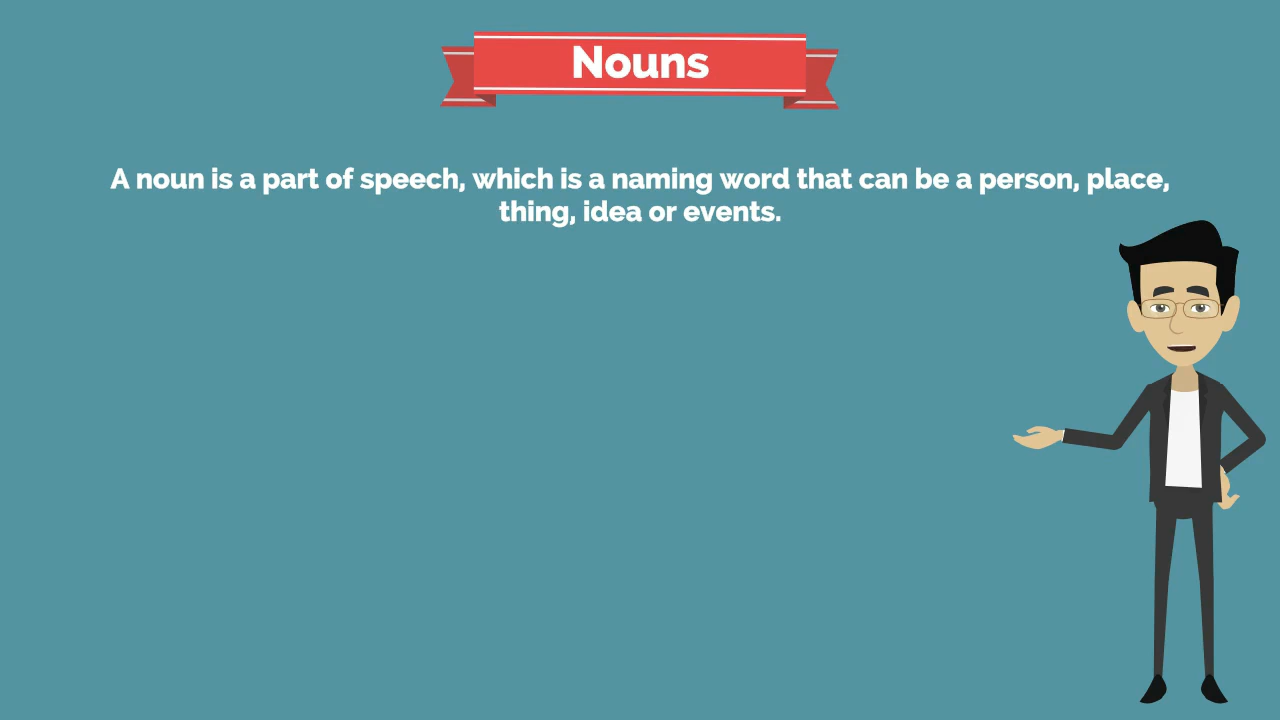 Nouns
A noun is a part of speech, which is a naming word that can be a person, place,
thing, idea or events.